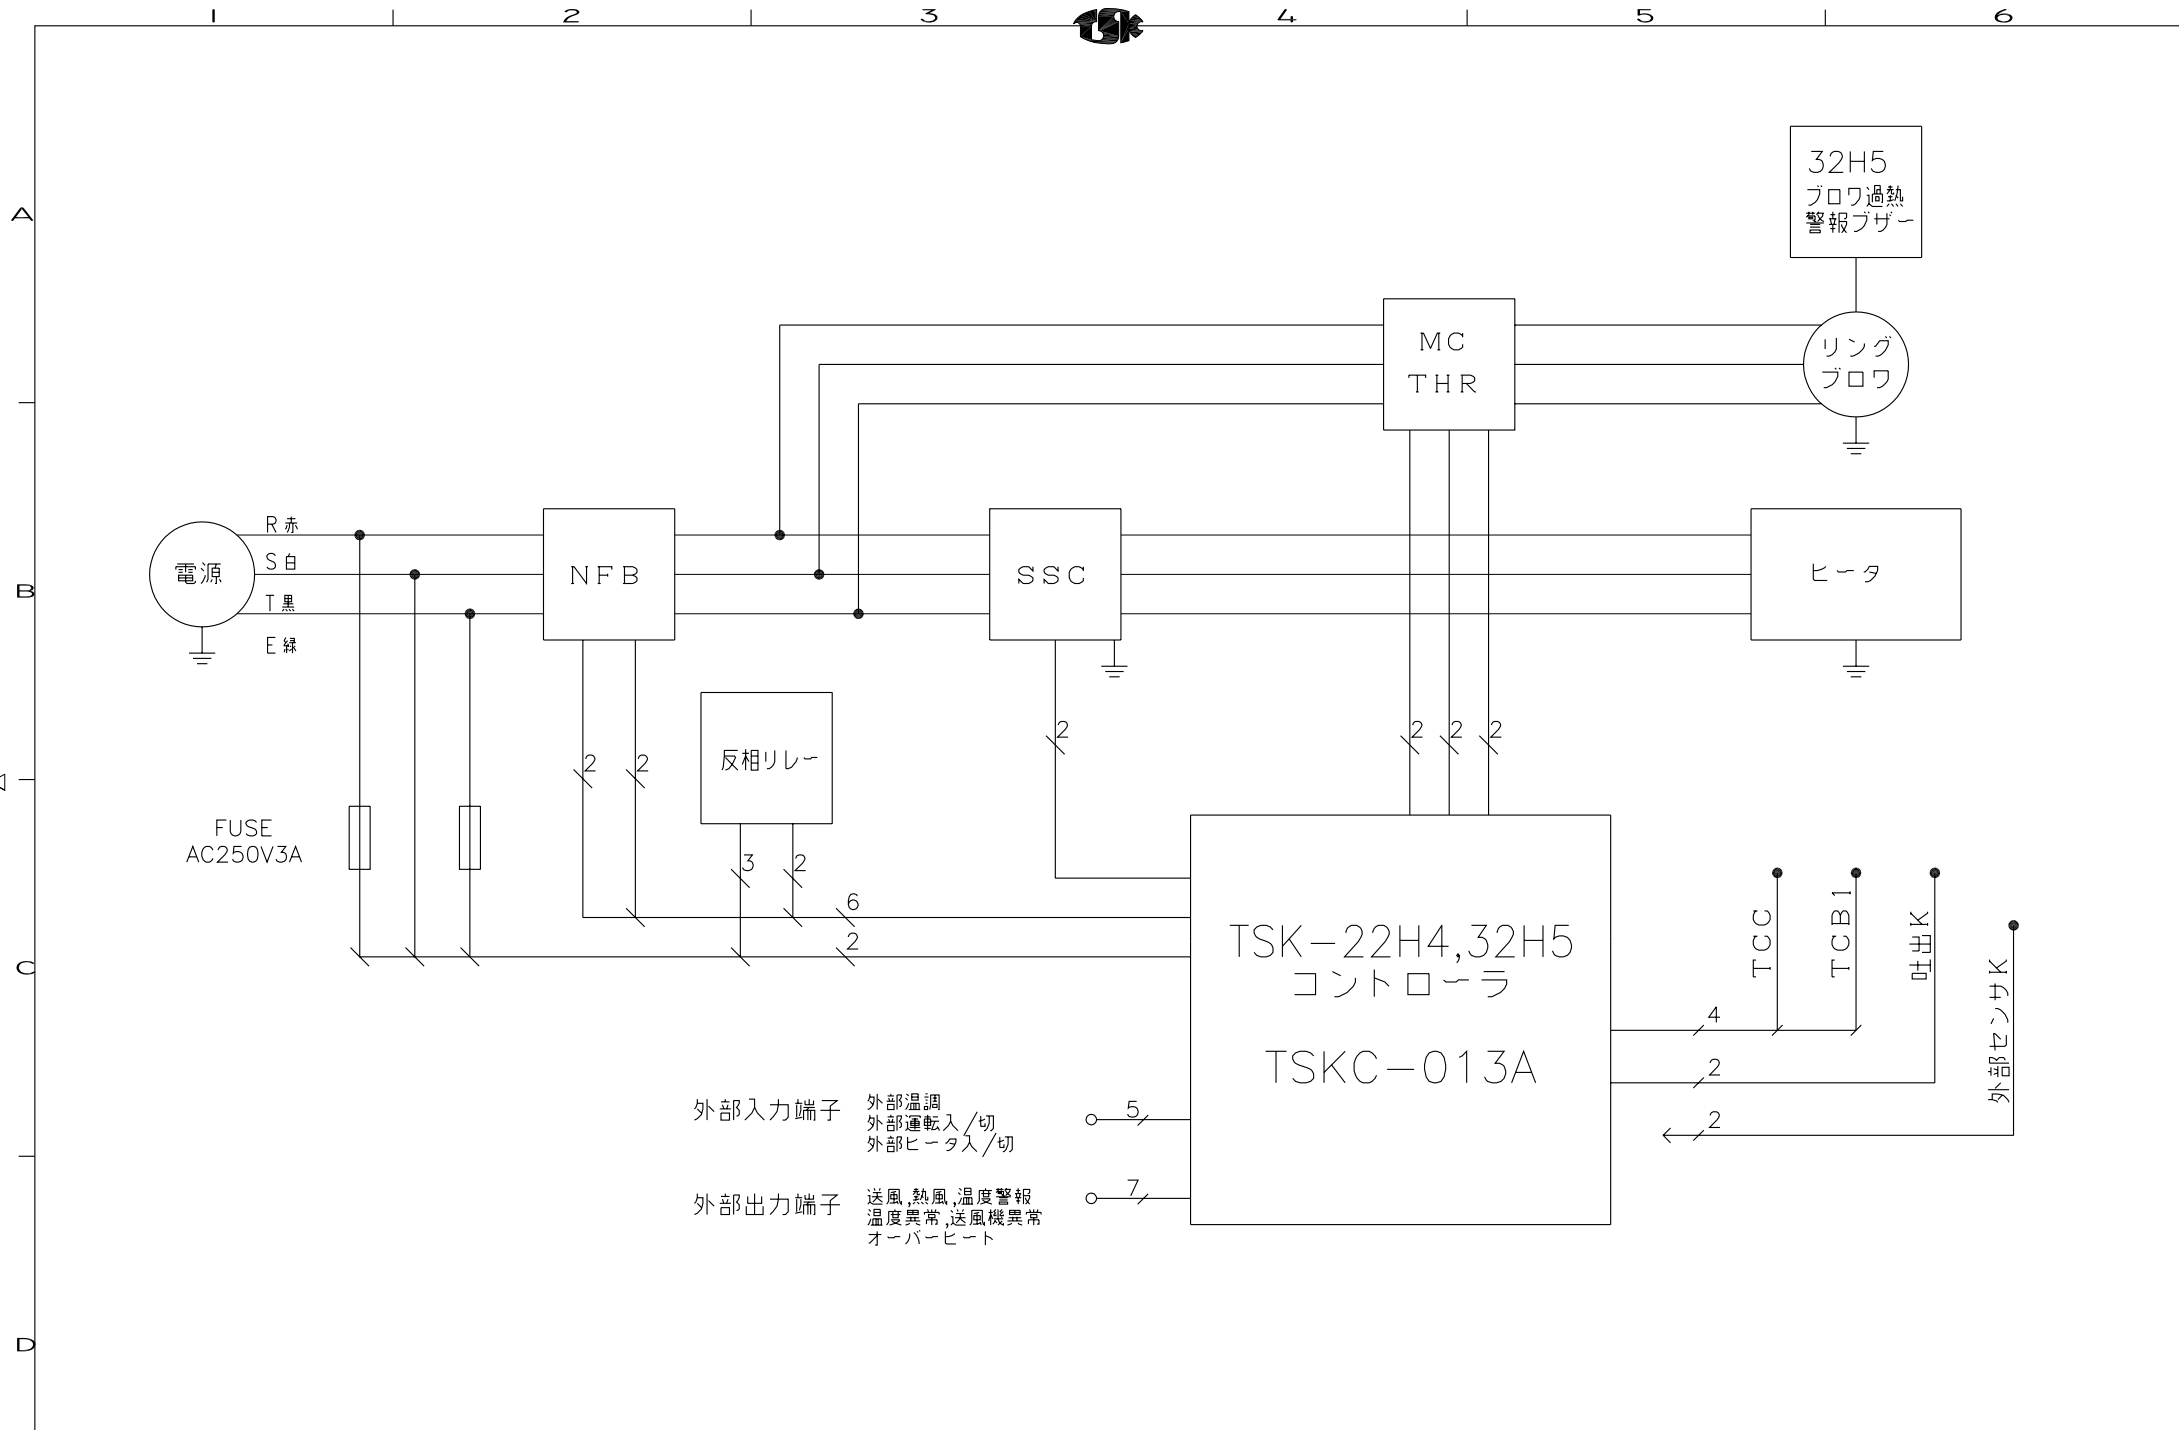 1 2 3 4 5 6
A
B
C
D
32H5
ブロワ過熱
警報ブザー
MC
THR
リング
ブロワ
R赤
S白
T黒
E緑
電源
NFB
SSC
ヒータ
反相リレー
2
2
2
2
2
2
FUSE
AC250V3A
3
2
6
2
TSK-22H4,32H5
コントローラ
TSKC-013A
TCC
TCB1
吐出K
外部センサK
4
2
2
外部入力端子
外部温調
外部運転入/切
外部ヒータ入/切
5
外部出力端子
送風,熱風,温度警報
温度異常,送風機異常
オーバーヒート
7